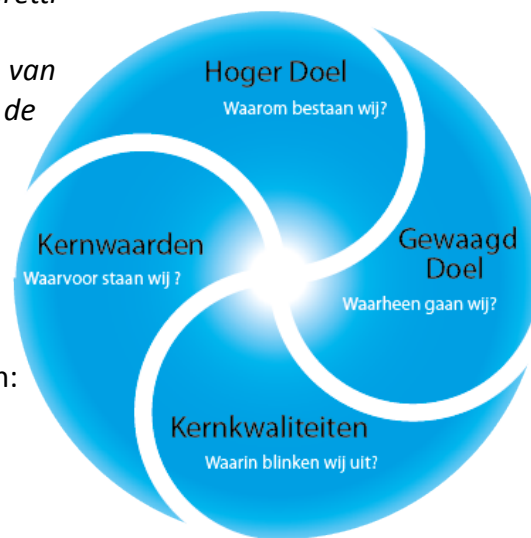 van
de
n:
Hoger Doel
Waarom bestaan wij?
Gewaagd
Doel
Waarheen gaan wij?
Kernkwaliteiten
Waarin blinken wij uit?
Kernwaarden
Waarvoor staan wij ?